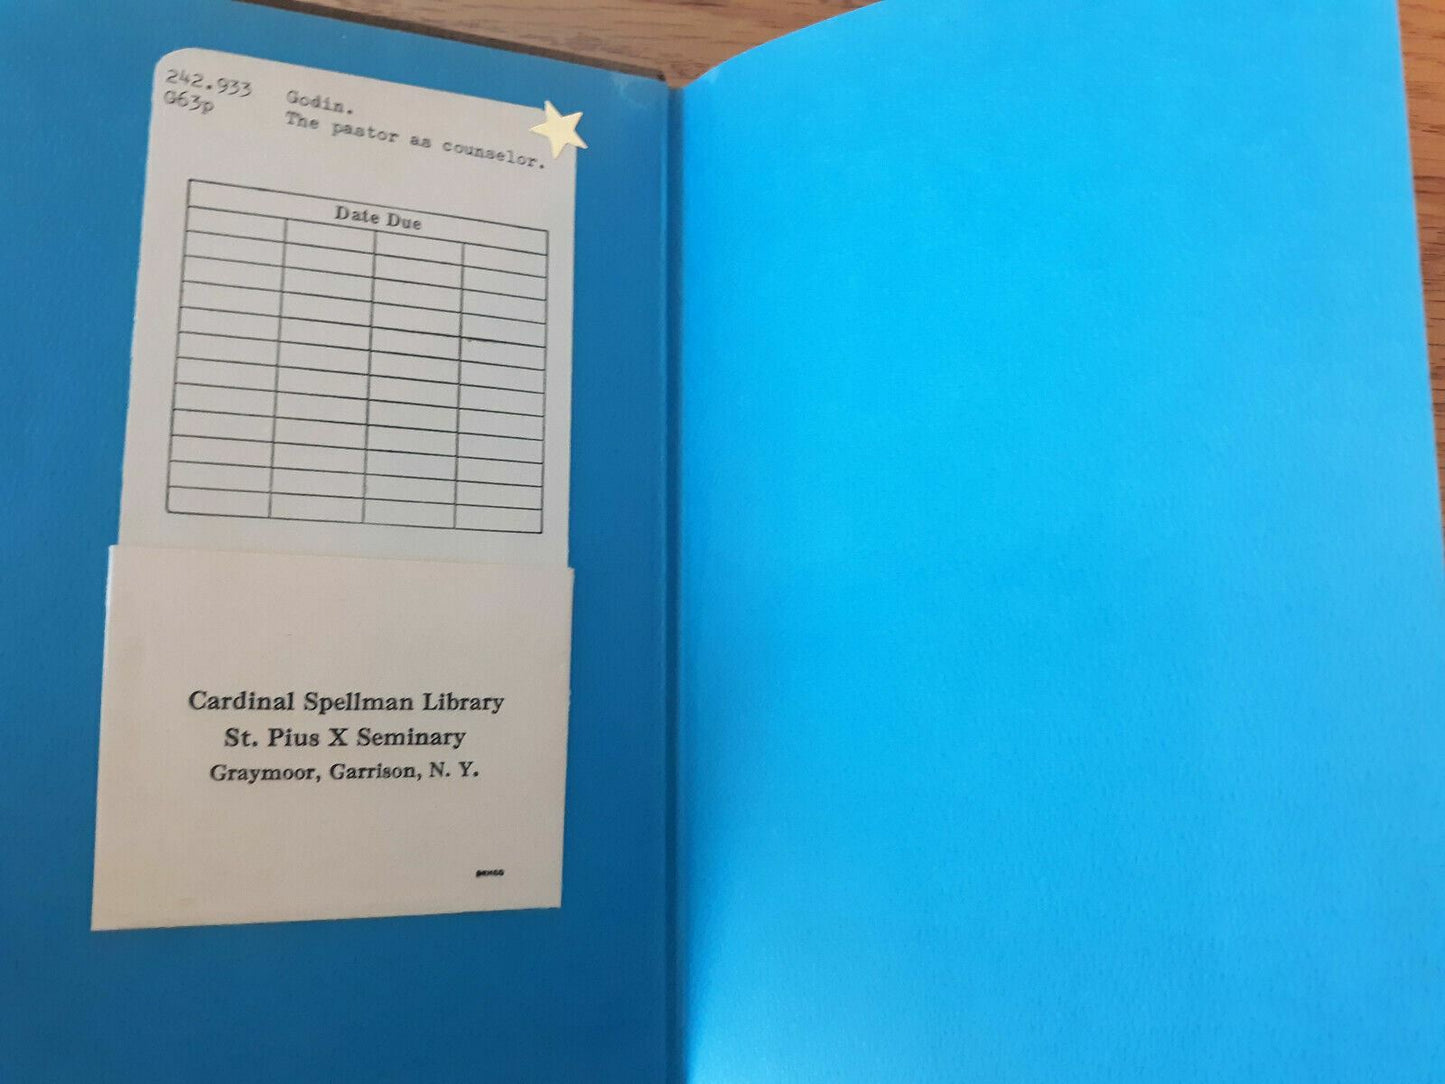 242.933
G63p
Godin.
The pastor as counselor.
Date Due
Cardinal Spellman Library
St. Pius X Seminary
Graymoor, Garrison, N. Y.